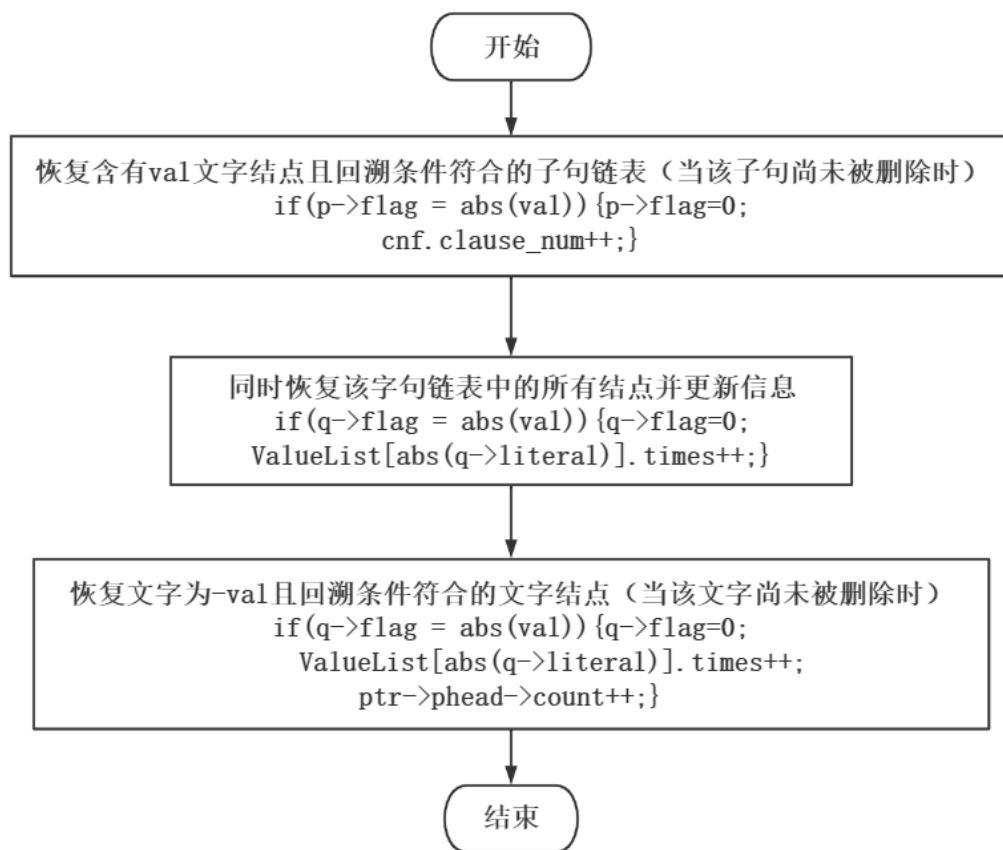 开始
恢复含有val文字结点且回溯条件符合的子句链表（当该子句尚未被删除时）
if(p->flag = abs(val)){p->flag=0;
cnf.clause_num++;}
同时恢复该字句链表中的所有结点并更新信息
if(q->flag = abs(val)){q->flag=0;
ValueList[abs(q->literal)].times++;}
恢复文字为-val且回溯条件符合的文字结点（当该文字尚未被删除时）
if(q->flag = abs(val)){q->flag=0;
ValueList[abs(q->literal)].times++;
ptr->phead->count++;}
结束